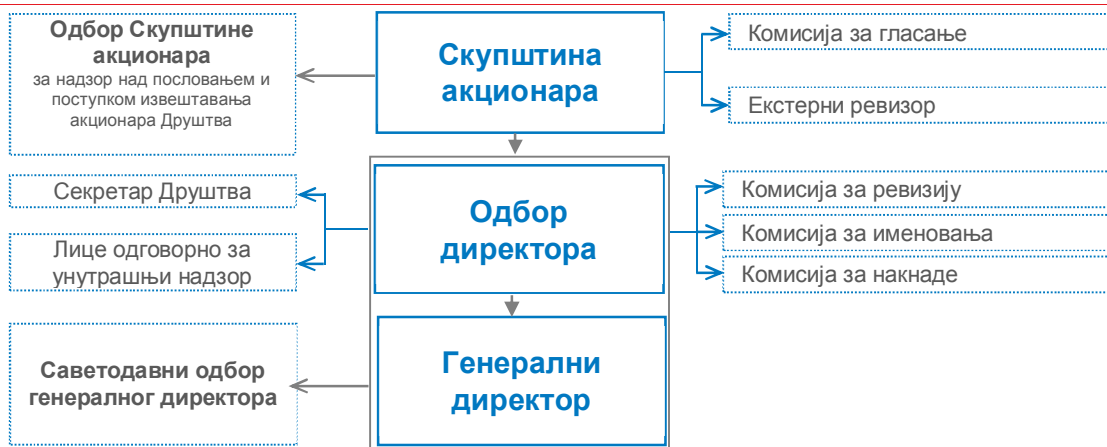 Одбор Скупштине
акционара
за надзор над пословањем и
поступком извештавања
акционара Друштва
Скупштина
акционара
Комисија за гласање
Екстерни ревизор
Секретар Друштва
Лице одговорно за
унутрашњи надзор
Одбор
директора
Комисија за ревизију
Комисија за именовања
Комисија за накнаде
Саветодавни одбор
генералног директора
Генерални
директор